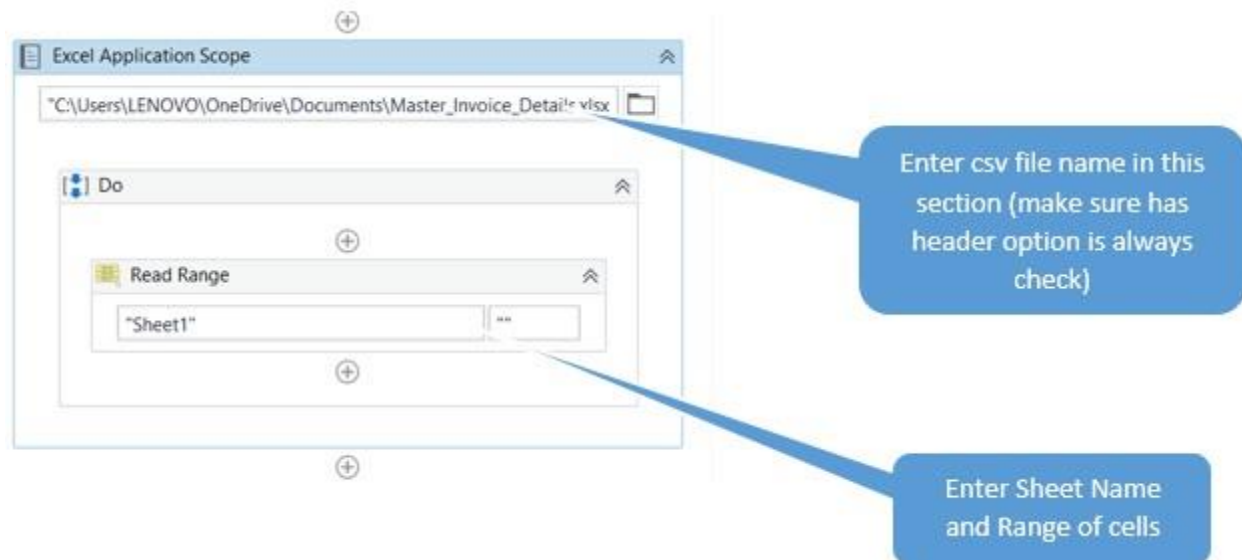 Excel Application Scope
"C:\Users\LENOVO\OneDrive\Documents\Master_Invoice_Details.xlsx
Enter csv file name in this
section (make sure has
header option is always
check)
Do
Read Range
"Sheet1" ""
Enter Sheet Name
and Range of cells